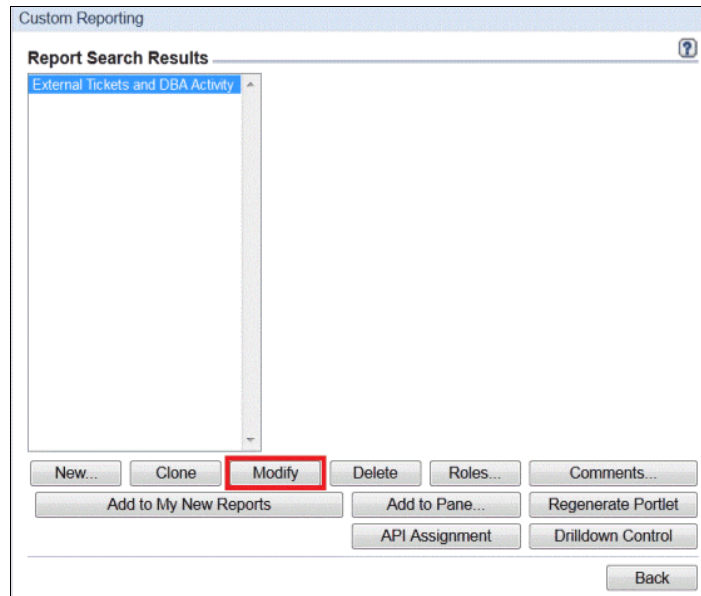 Custom Reporting
?
Report Search Results
External Tickets and DBA Activity
New... Clone Modify Delete Roles... Comments...
Add to My New Reports Add to Pane... Regenerate Portlet
API Assignment Drilldown Control
Back